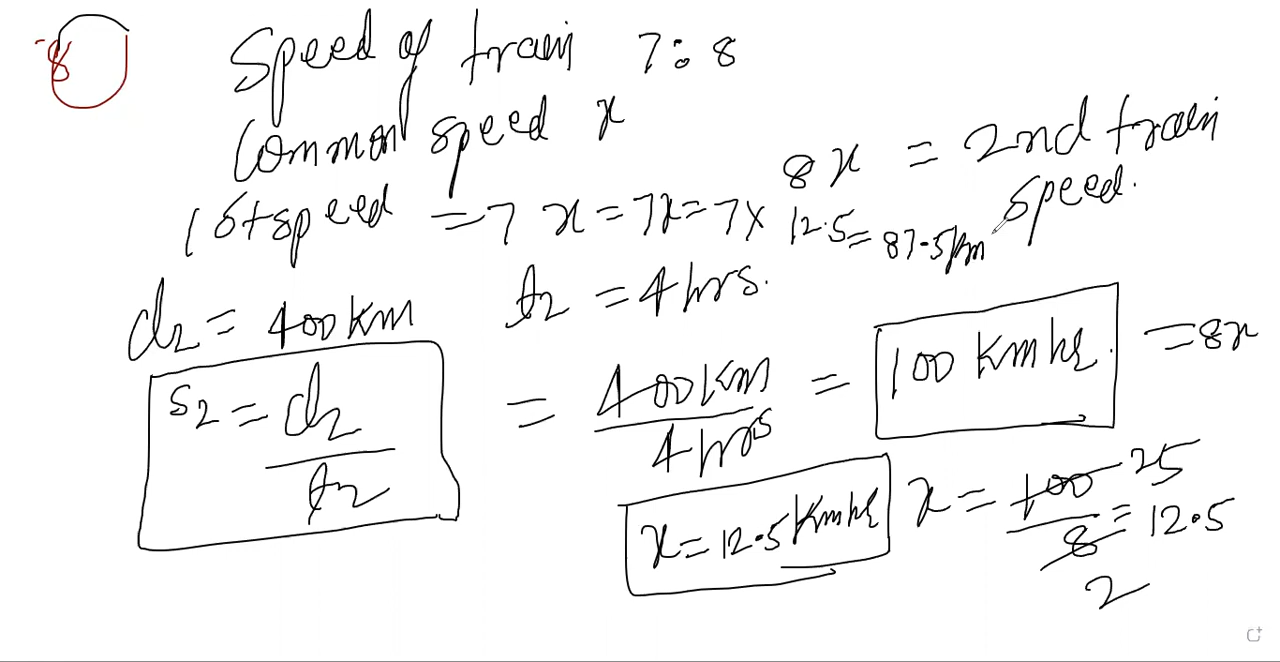 8
Speed of train 7:8
Common speed x
8x = 2nd train speed.
1st speed = 7 x = 7x = 7 x 12.5 = 87.5 km
d2 = 400 km t2 = 4 hrs.
s2 = d2/t2 = 400 km/4 hrs = 100 km hr. = 8x
x = 12.5 Km hr x = 100/8 25/2 = 12.5